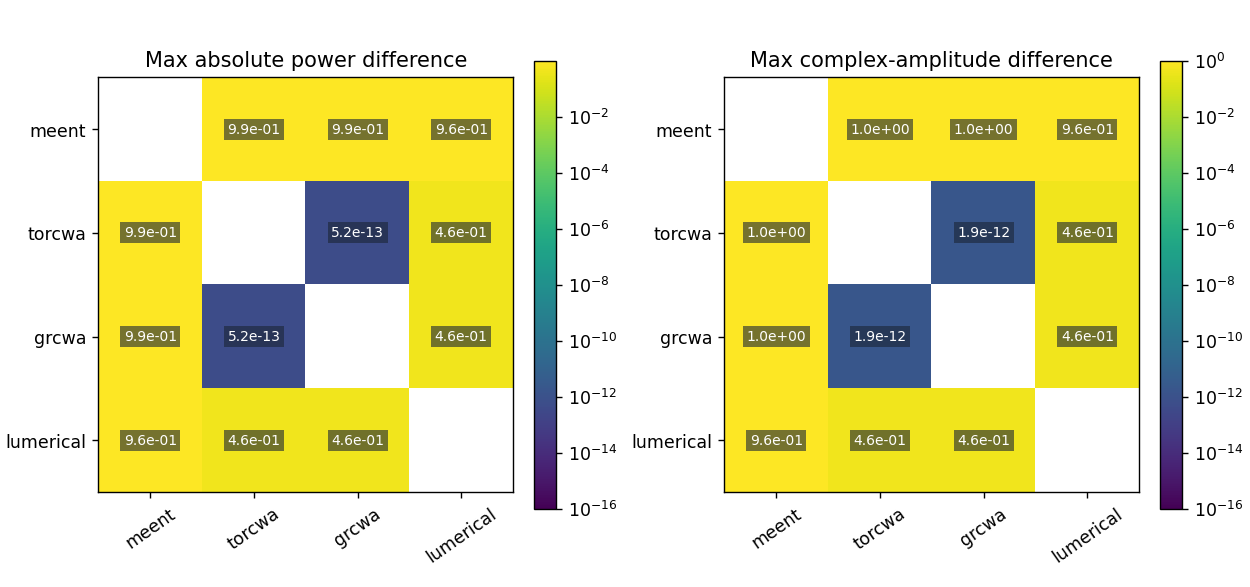 Max absolute power difference
meent
torcwa
grcwa
lumerical
9.9e-01 9.9e-01 9.6e-01
9.9e-01 5.2e-13 4.6e-01
9.9e-01 5.2e-13 4.6e-01
9.6e-01 4.6e-01 4.6e-01
meent
torcwa
grcwa
lumerical
10⁻²
10⁻⁴
10⁻⁶
10⁻⁸
10⁻¹⁰
10⁻¹²
10⁻¹⁴
10⁻¹⁶
Max complex-amplitude difference
meent
torcwa
grcwa
lumerical
1.0e+00 1.0e+00 9.6e-01
1.0e+00 1.9e-12 4.6e-01
1.0e+00 1.9e-12 4.6e-01
9.6e-01 4.6e-01 4.6e-01
meent
torcwa
grcwa
lumerical
10⁰
10⁻²
10⁻⁴
10⁻⁶
10⁻⁸
10⁻¹⁰
10⁻¹²
10⁻¹⁴
10⁻¹⁶